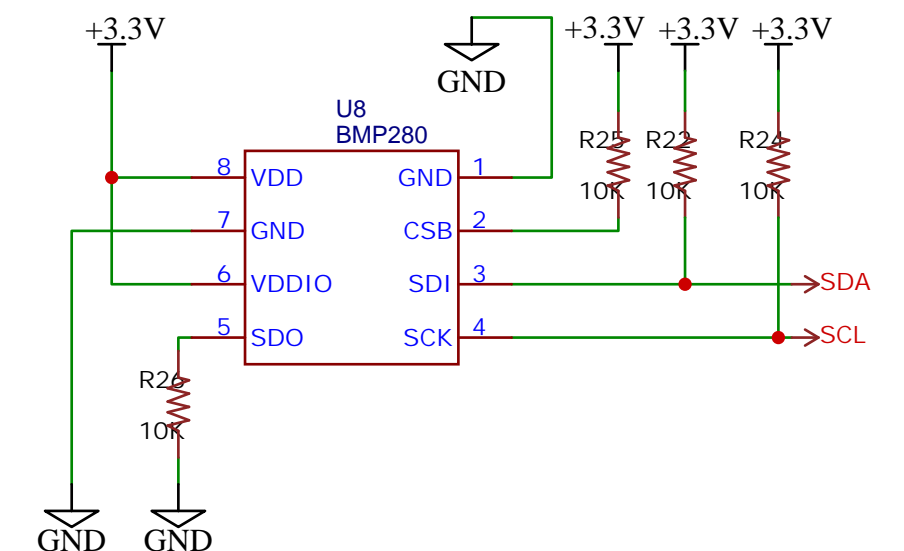 +3.3V
GND
+3.3V
+3.3V
+3.3V
U8
BMP280
R25
10K
R22
10K
R24
10K
8
VDD
GND
1
7
GND
CSB
2
6
VDDIO
SDI
3
SDA
5
SDO
SCK
4
SCL
R26
10K
GND
GND